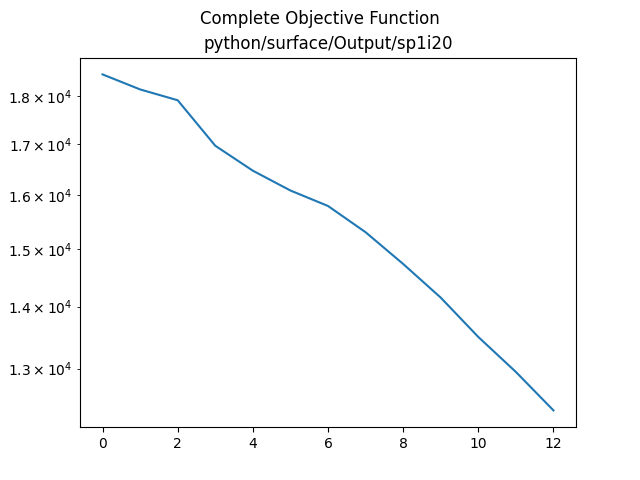 Complete Objective Function
python/surface/Output/sp1i20
1.8 × 10⁴
1.7 × 10⁴
1.6 × 10⁴
1.5 × 10⁴
1.4 × 10⁴
1.3 × 10⁴
0 2 4 6 8 10 12